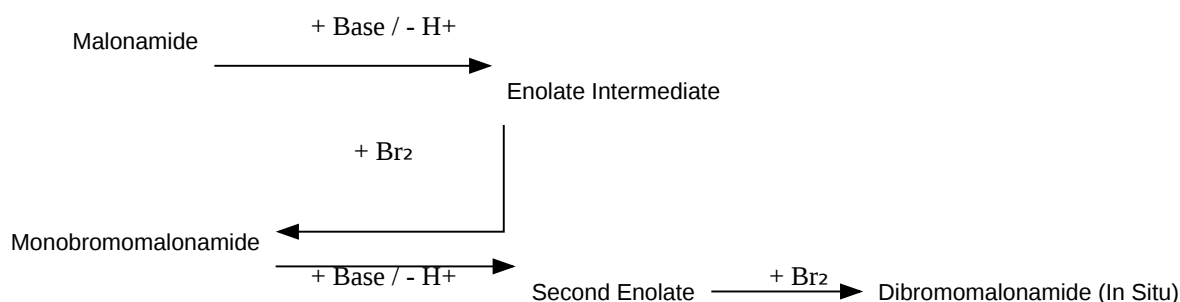 + Base / - H+
Malonamide
Enolate Intermediate
+ Br₂
Monobromomalonamide
+ Base / - H+
+ Br₂
Second Enolate
Dibromomalonamide (In Situ)